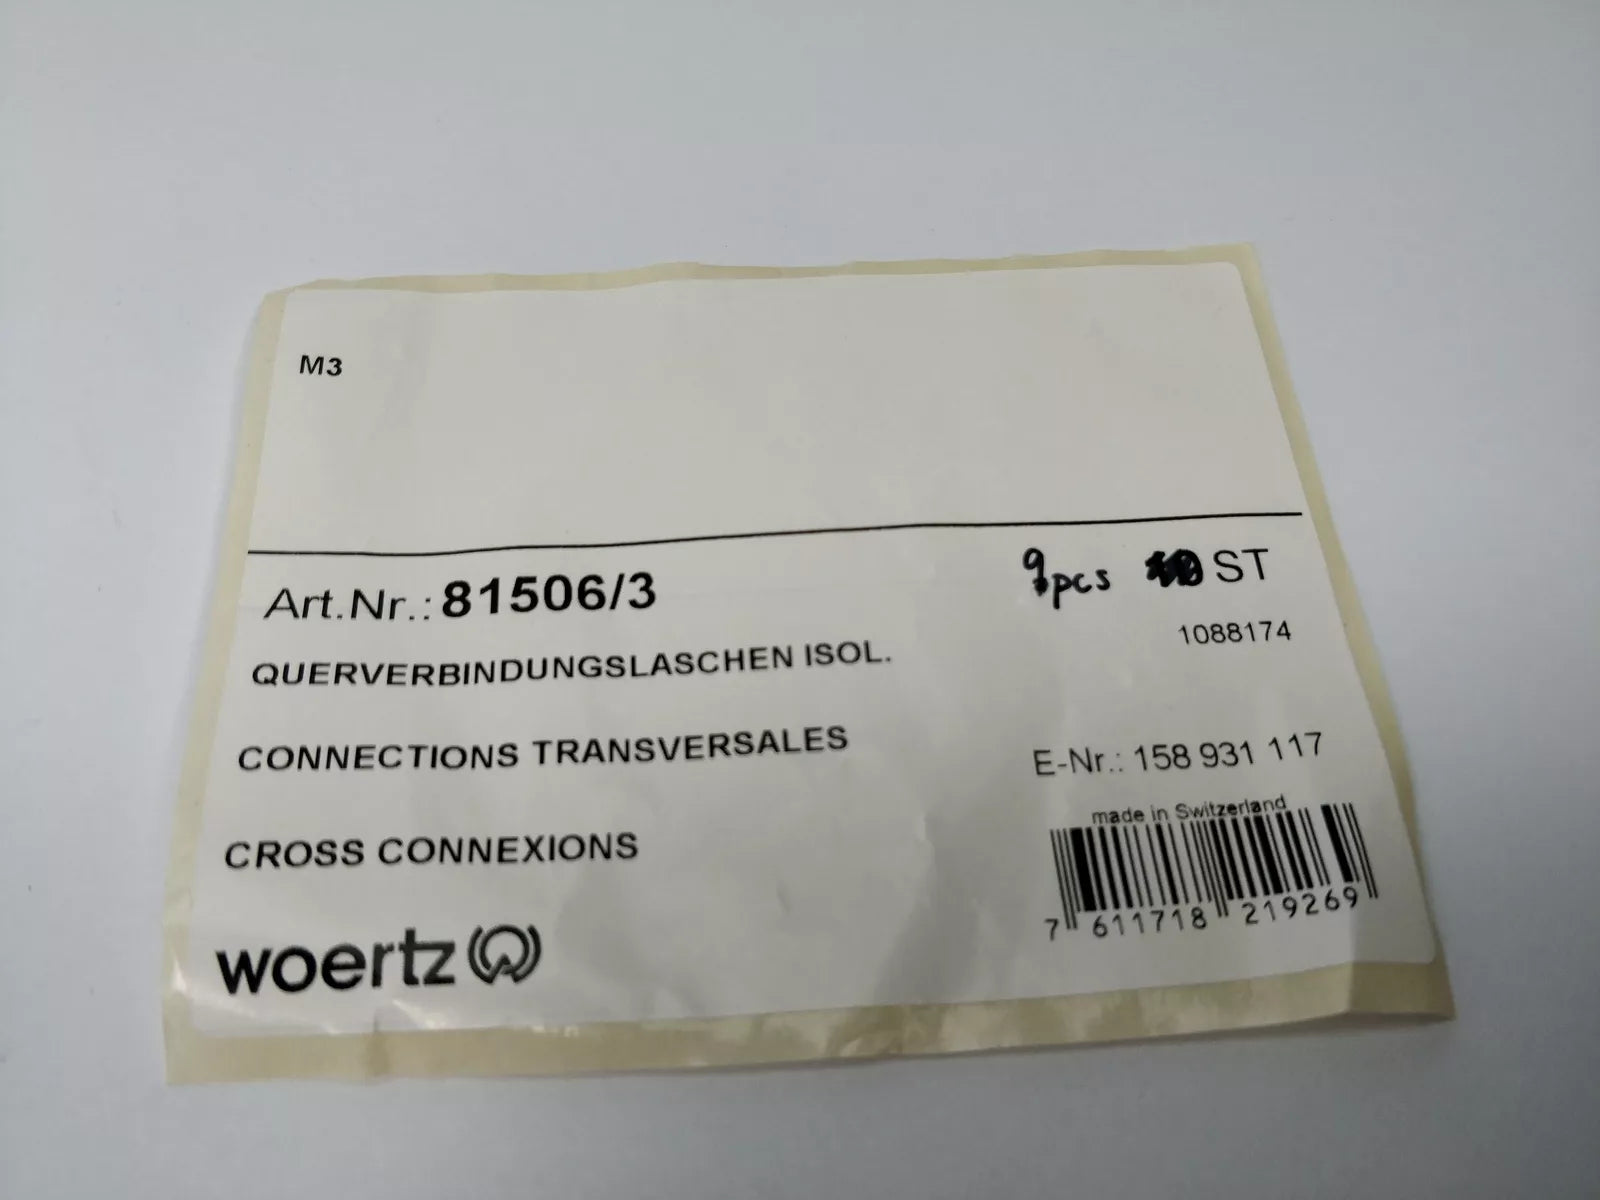 M3
Art.Nr.: 81506/3
9pcs ST
1088174
QUERVERBINDUNGSLASCHEN ISOL.
CONNECTIONS TRANSVERSALES
E-Nr.: 158 931 117
made in Switzerland
CROSS CONNEXIONS
7 611718 219269
woertz